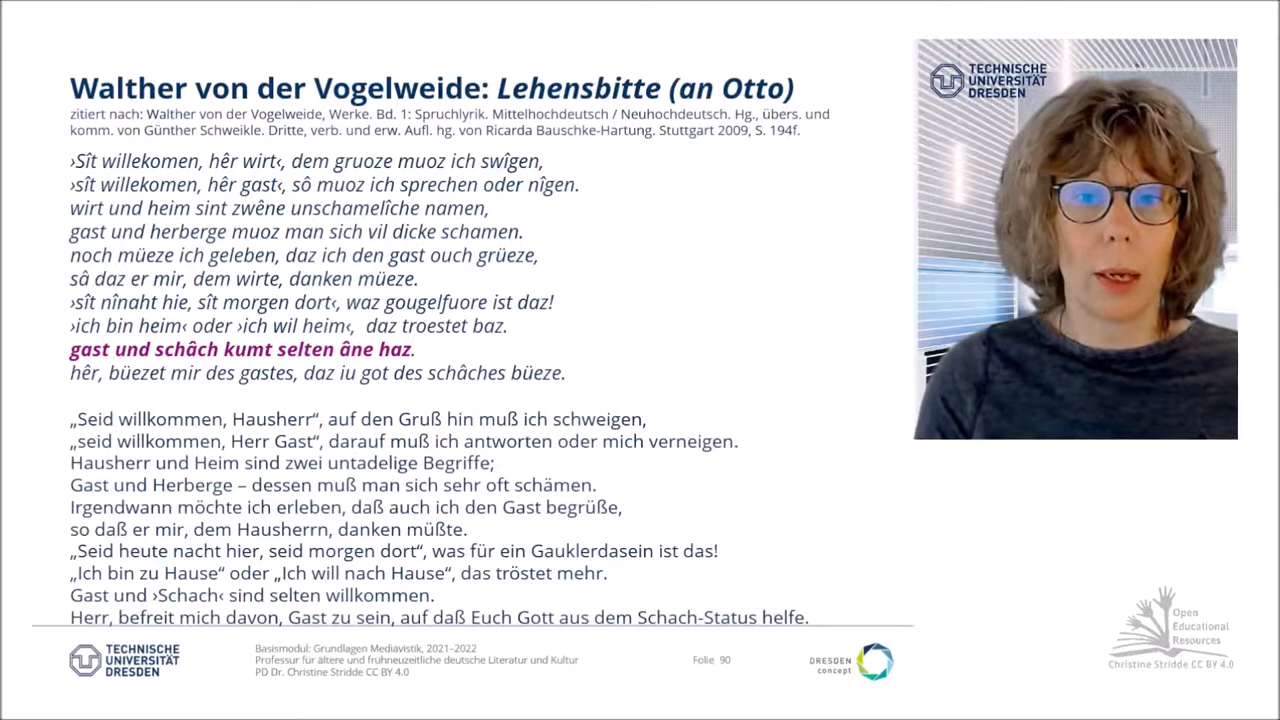 Walther von der Vogelweide: Lehensbitte (an Otto)
zitiert nach: Walther von der Vogelweide, Werke. Bd. 1: Spruchlyrik. Mittelhochdeutsch / Neuhochdeutsch. Hg., übers. und
komm. von Günther Schweikle. Dritte, verb. und erw. Aufl. hg. von Ricarda Bauschke-Hartung. Stuttgart 2009, S. 194f.
›Sît willekomen, hêr wirt‹, dem gruoze muoz ich swîgen,
›sît willekomen, hêr gast‹, sô muoz ich sprechen oder nîgen.
wirt und heim sint zwêne unschamelîche namen,
gast und herberge muoz man sich vil dicke schamen.
noch müeze ich geleben, daz ich den gast ouch grüeze,
sâ daz er mir, dem wirte, danken müeze.
›sît nînaht hie, sît morgen dort‹, waz gougelfuore ist daz!
›ich bin heim‹ oder ›ich wil heim‹, daz troestet baz.
gast und schâch kumt selten âne haz.
hêr, büezet mir des gastes, daz iu got des schâches büeze.
„Seid willkommen, Hausherr“, auf den Gruß hin muß ich schweigen,
„seid willkommen, Herr Gast“, darauf muß ich antworten oder mich verneigen.
Hausherr und Heim sind zwei untadelige Begriffe;
Gast und Herberge – dessen muß man sich sehr oft schämen.
Irgendwann möchte ich erleben, daß auch ich den Gast begrüße,
so daß er mir, dem Hausherrn, danken müßte.
„Seid heute nacht hier, seid morgen dort“, was für ein Gauklerdasein ist das!
„Ich bin zu Hause“ oder „Ich will nach Hause“, das tröstet mehr.
Gast und ›Schach‹ sind selten willkommen.
Herr, befreit mich davon, Gast zu sein, auf daß Euch Gott aus dem Schach-Status helfe.
TECHNISCHE
UNIVERSITÄT
DRESDEN
Basismodul: Grundlagen Mediävistik, 2021–2022
Professur für ältere und frühneuzeitliche deutsche Literatur und Kultur
PD Dr. Christine Stridde CC BY 4.0
Folie 90
DRESDEN
concept
TECHNISCHE
UNIVERSITÄT
DRESDEN
Open
Educational
Resources
Christine Stridde CC BY 4.0